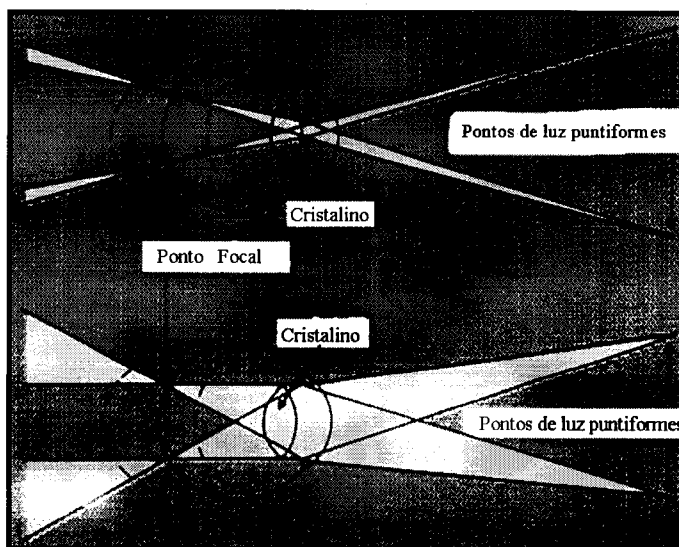 Pontos de luz puntiformes
Cristalino
Ponto Focal
Cristalino
Pontos de luz puntiformes